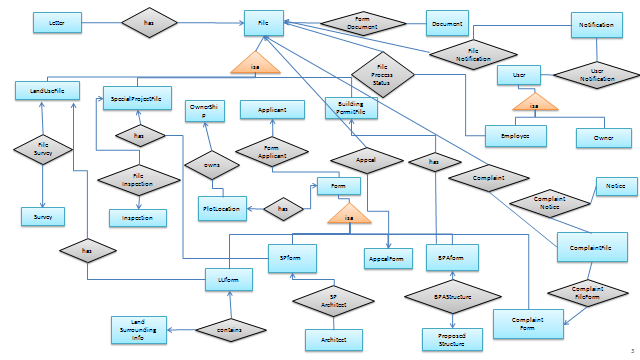 Letter
has
File
Form
Document
Document
Notification
File
Notification
User
User
Notification
isa
File
Process
Status
LandUseFile
SpecialProjectFile
OwnerShi
p
Applicant
Building
PermitFile
isa
Employee
Owner
has
File
Survey
owns
Form
Applicant
Appeal
has
Complaint
File
Inspection
Form
Notice
Complaint
Notice
Survey
Inspection
PlotLocation
has
isa
has
SPform
AppealForm
BPAform
ComplaintFile
LUform
SP
Architect
BPAStructure
Complaint
FileForm
Land
Surrounding
Info
contains
Architect
Proposed
Structure
Complaint
Form
3